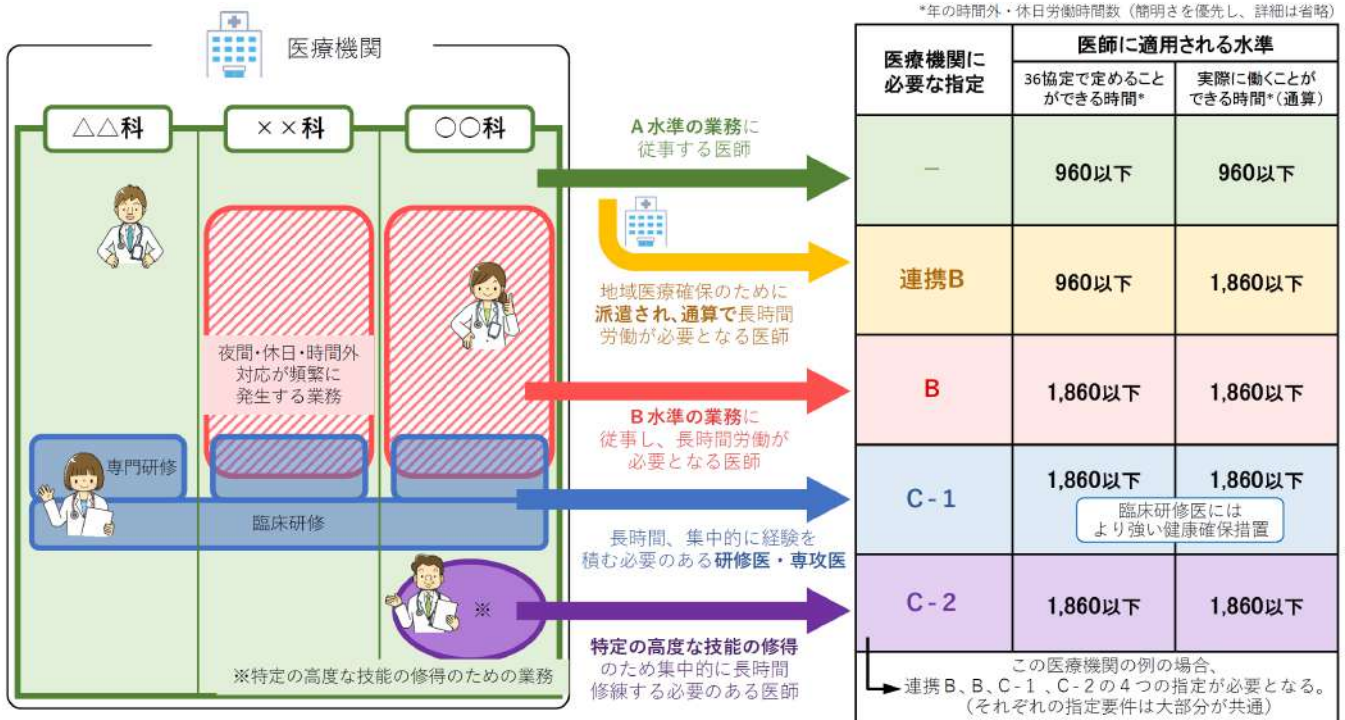 *年の時間外・休日労働時間数（簡明さを優先し、詳細は省略）
医療機関
△△科
××科
○○科
夜間・休日・時間外
対応が頻繁に
発生する業務
専門研修
臨床研修
※
※特定の高度な技能の修得のための業務
A水準の業務に
従事する医師
地域医療確保のために
派遣され、通算で長時間
労働が必要となる医師
B水準の業務に
従事し、長時間労働が
必要となる医師
長時間、集中的に経験を
積む必要のある研修医・専攻医
特定の高度な技能の修得
のため集中的に長時間
修練する必要のある医師
医療機関に
必要な指定
医師に適用される水準
36協定で定めること
ができる時間*
実際に働くことが
できる時間*(通算)
－ 960以下 960以下
連携B 960以下 1,860以下
B 1,860以下 1,860以下
C-1 1,860以下 1,860以下
臨床研修医には
より強い健康確保措置
C-2 1,860以下 1,860以下
この医療機関の例の場合、
連携B、B、C-1、C-2の4つの指定が必要となる。
(それぞれの指定要件は大部分が共通)